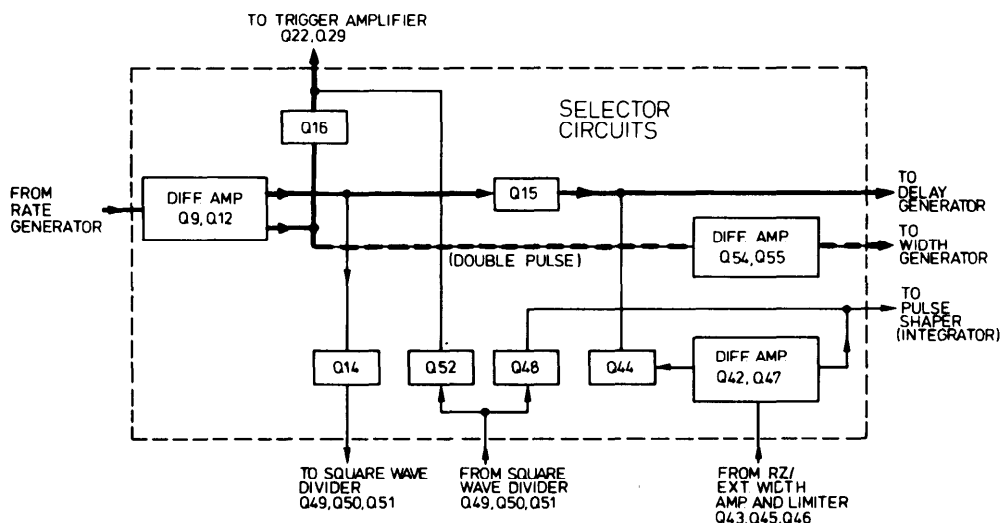 TO TRIGGER AMPLIFIER
Q22, Q29
SELECTOR
CIRCUITS
Q16
FROM
RATE
GENERATOR
DIFF AMP
Q9, Q12
Q15
TO
DELAY
GENERATOR
(DOUBLE PULSE)
DIFF. AMP
Q54, Q55
TO
WIDTH
GENERATOR
TO
PULSE
SHAPER
(INTEGRATOR)
Q14
Q52
Q48
Q44
DIFF. AMP
Q42, Q47
TO SQUARE WAVE
DIVIDER
Q49, Q50, Q51
FROM SQUARE
WAVE DIVIDER
Q49, Q50, Q51
FROM RZ/
EXT. WIDTH
AMP. AND LIMITER
Q43, Q45, Q46